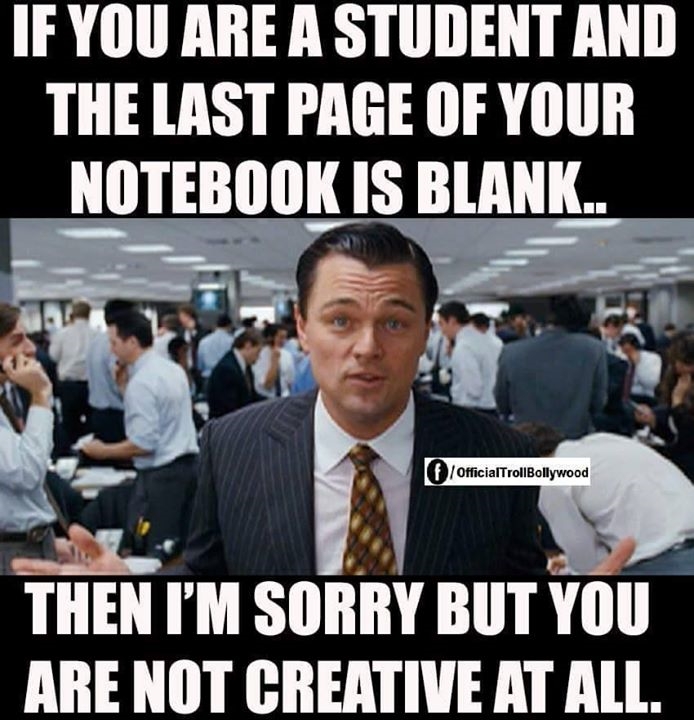 IF YOU ARE A STUDENT AND
THE LAST PAGE OF YOUR
NOTEBOOK IS BLANK..
f/OfficialTrollBollywood
THEN I'M SORRY BUT YOU
ARE NOT CREATIVE AT ALL.